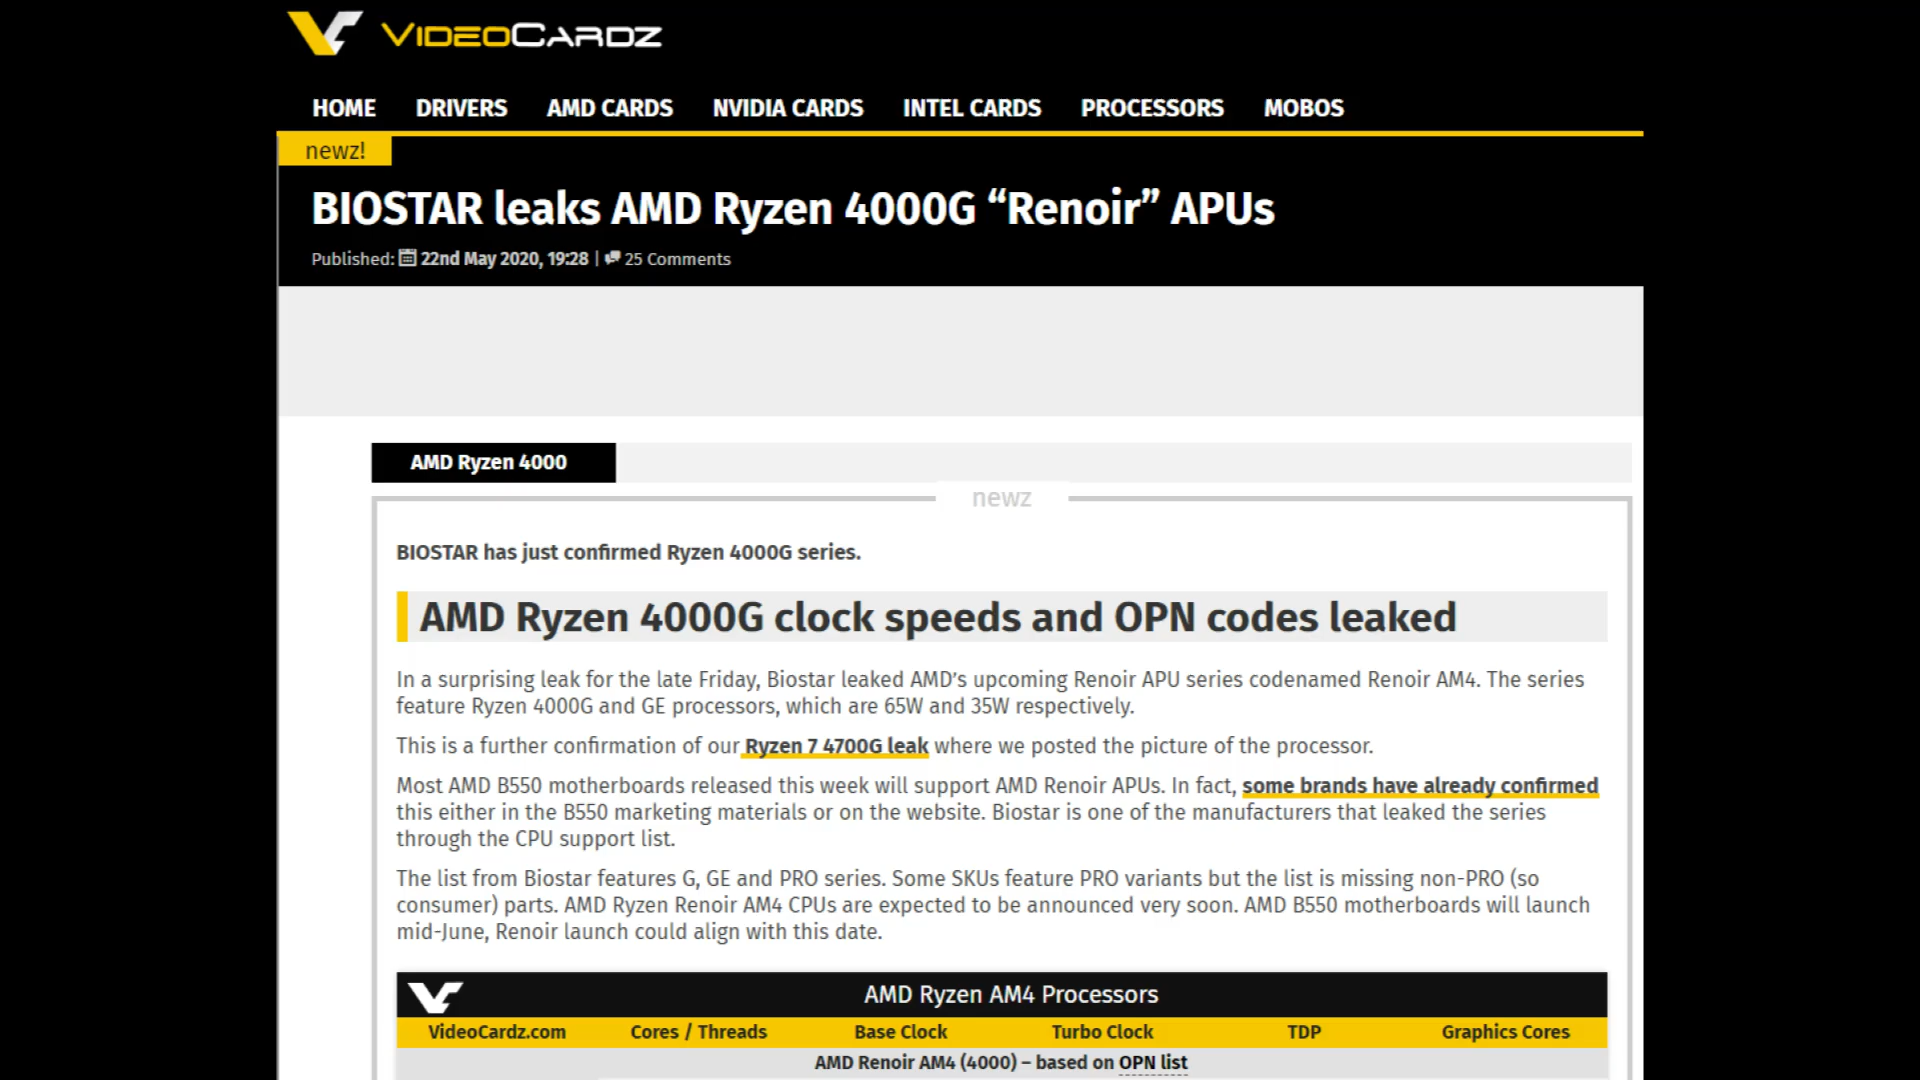 VIDEOCARDZ
HOME DRIVERS AMD CARDS NVIDIA CARDS INTEL CARDS PROCESSORS MOBOS
newz!
BIOSTAR leaks AMD Ryzen 4000G “Renoir” APUs
Published: 22nd May 2020, 19:28 | 25 Comments
AMD Ryzen 4000
newz
BIOSTAR has just confirmed Ryzen 4000G series.
AMD Ryzen 4000G clock speeds and OPN codes leaked
In a surprising leak for the late Friday, Biostar leaked AMD’s upcoming Renoir APU series codenamed Renoir AM4. The series
feature Ryzen 4000G and GE processors, which are 65W and 35W respectively.
This is a further confirmation of our Ryzen 7 4700G leak where we posted the picture of the processor.
Most AMD B550 motherboards released this week will support AMD Renoir APUs. In fact, some brands have already confirmed
this either in the B550 marketing materials or on the website. Biostar is one of the manufacturers that leaked the series
through the CPU support list.
The list from Biostar features G, GE and PRO series. Some SKUs feature PRO variants but the list is missing non-PRO (so
consumer) parts. AMD Ryzen Renoir AM4 CPUs are expected to be announced very soon. AMD B550 motherboards will launch
mid-June, Renoir launch could align with this date.
AMD Ryzen AM4 Processors
VideoCardz.com Cores / Threads Base Clock Turbo Clock TDP Graphics Cores
AMD Renoir AM4 (4000) – based on OPN list